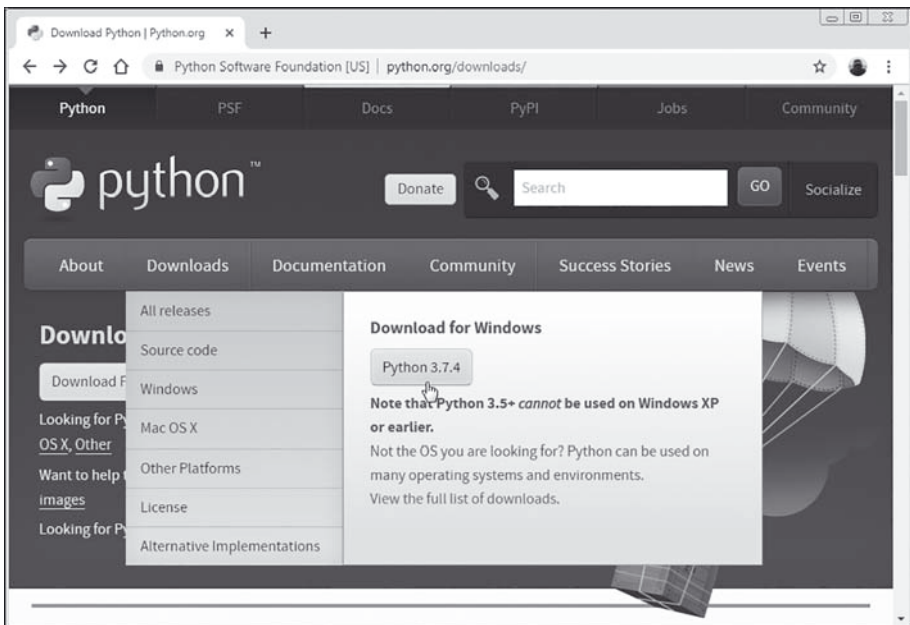 Download Python | Python.org
Python Software Foundation [US] | python.org/downloads/
Python PSF Docs PyPI Jobs Community
python™
Donate Search GO Socialize
About Downloads Documentation Community Success Stories News Events
All releases
Source code
Windows
Mac OS X
Other Platforms
License
Alternative Implementations
Download for Windows
Python 3.7.4
Note that Python 3.5+ cannot be used on Windows XP
or earlier.
Not the OS you are looking for? Python can be used on
many operating systems and environments.
View the full list of downloads.
Downlo
Download
Looking for Py
OS X, Other
Want to help t
images
Looking for Py